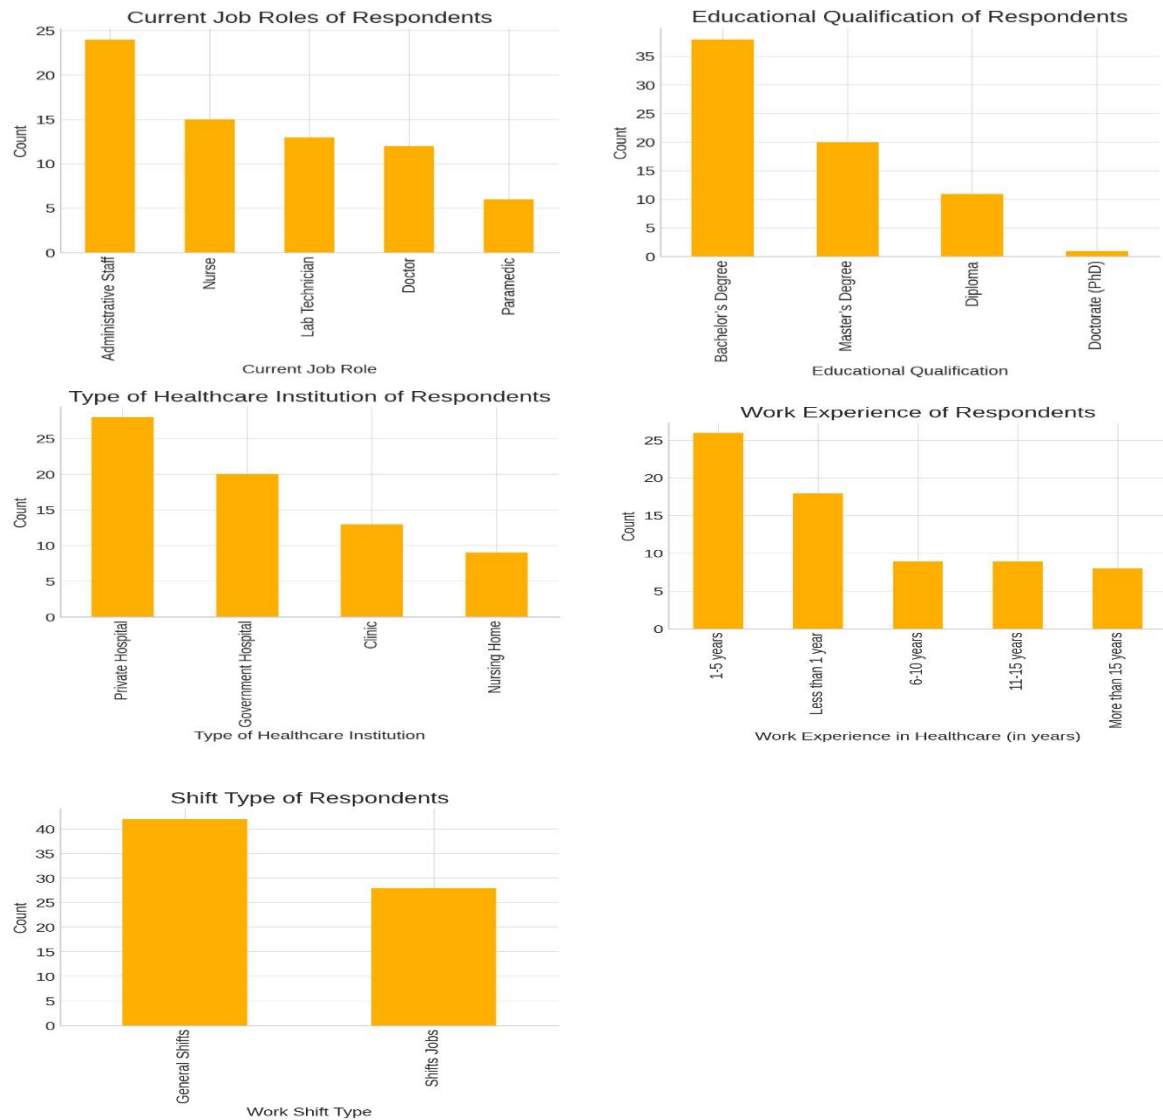 Current Job Roles of Respondents
25
20
15
10
5
0
Count
Administrative Staff
Nurse
Lab Technician
Doctor
Paramedic
Current Job Role
Educational Qualification of Respondents
35
30
25
20
15
10
5
0
Count
Bachelor's Degree
Master's Degree
Diploma
Doctorate (PhD)
Educational Qualification
Type of Healthcare Institution of Respondents
25
20
15
10
5
0
Count
Private Hospital
Government Hospital
Clinic
Nursing Home
Type of Healthcare Institution
Work Experience of Respondents
25
20
15
10
5
0
Count
1-5 years
Less than 1 year
6-10 years
11-15 years
More than 15 years
Work Experience in Healthcare (in years)
Shift Type of Respondents
40
35
30
25
20
15
10
5
0
Count
General Shifts
Shifts Jobs
Work Shift Type